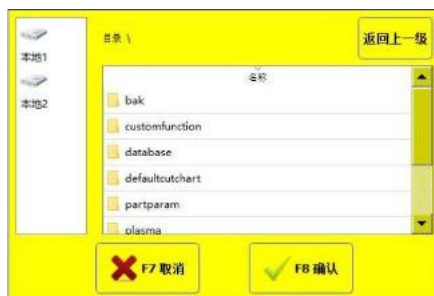 目录 \
返回上一级
本地1
本地2
名称
bak
customfunction
database
defaultcutchart
partparam
plasma
F7 取消
F8 确认